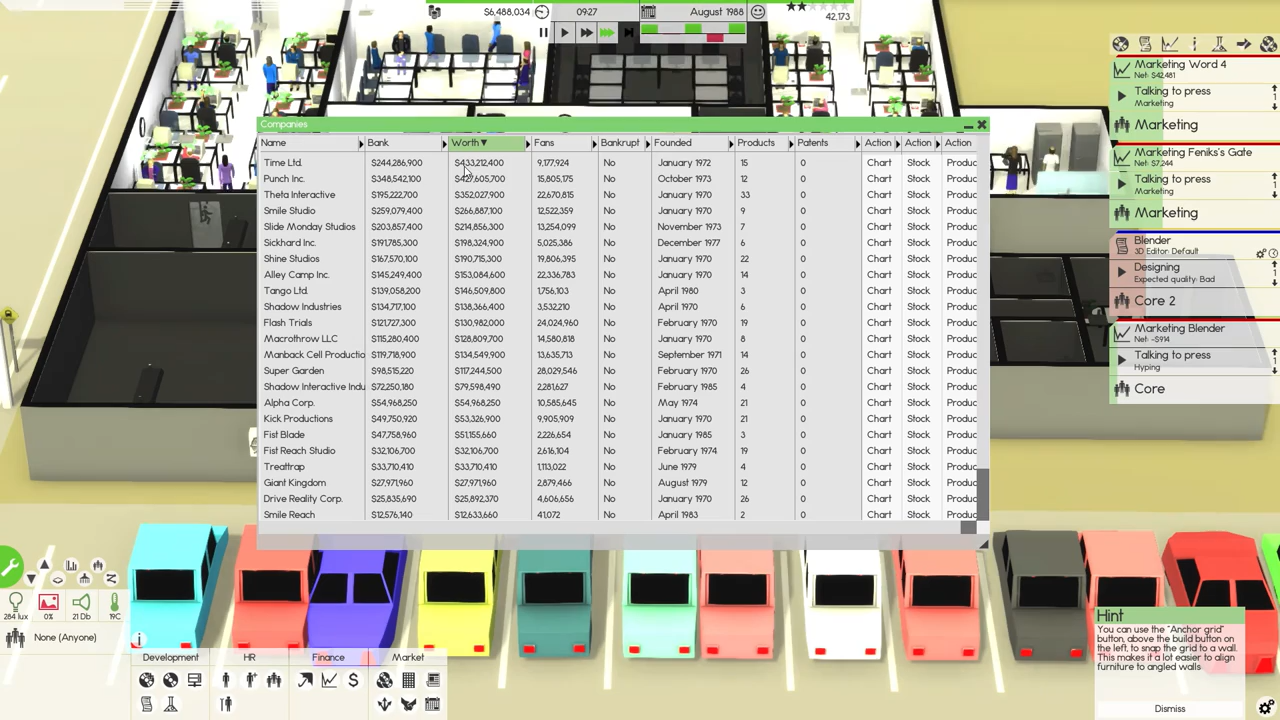 $6,488,034 09:27 August 1988 42,173
Companies
Name Bank Worth▼ Fans Bankrupt Founded Products Patents Action Action Action
Time Ltd. $244,286,900 $433,212,400 9,177,924 No January 1972 15 0 Chart Stock Produc
Punch Inc. $348,542,100 $427,605,700 15,805,175 No October 1973 12 0 Chart Stock Produc
Theta Interactive $195,222,700 $352,027,900 22,670,815 No January 1970 33 0 Chart Stock Produc
Smile Studio $259,079,400 $266,887,100 12,522,359 No January 1970 9 0 Chart Stock Produc
Slide Monday Studios $203,857,400 $214,856,300 13,254,099 No November 1973 7 0 Chart Stock Produc
Sickhard Inc. $191,785,300 $198,324,900 5,025,386 No December 1977 6 0 Chart Stock Produc
Shine Studios $167,570,100 $190,715,300 19,806,395 No January 1970 22 0 Chart Stock Produc
Alley Camp Inc. $145,249,400 $153,084,600 22,336,783 No January 1970 14 0 Chart Stock Produc
Tango Ltd. $139,058,200 $146,509,800 1,756,103 No April 1980 3 0 Chart Stock Produc
Shadow Industries $134,717,100 $138,366,400 3,532,210 No April 1970 6 0 Chart Stock Produc
Flash Trials $121,727,300 $130,982,000 24,024,960 No February 1970 19 0 Chart Stock Produc
Macrothrow LLC $115,280,400 $128,809,700 14,580,818 No January 1970 8 0 Chart Stock Produc
Manback Cell Productio $119,718,900 $134,549,900 13,635,713 No September 1971 14 0 Chart Stock Produc
Super Garden $98,515,220 $117,244,500 28,029,546 No February 1970 26 0 Chart Stock Produc
Shadow Interactive Indu $72,250,180 $79,598,490 2,281,627 No February 1985 4 0 Chart Stock Produc
Alpha Corp. $54,968,250 $54,968,250 10,585,645 No May 1974 21 0 Chart Stock Produc
Kick Productions $49,750,920 $53,326,900 9,905,909 No January 1970 21 0 Chart Stock Produc
Fist Blade $47,758,960 $51,155,660 2,226,654 No January 1985 3 0 Chart Stock Produc
Fist Reach Studio $32,106,700 $32,106,700 2,616,104 No February 1974 19 0 Chart Stock Produc
Treattrap $33,710,410 $33,710,410 1,113,022 No June 1979 4 0 Chart Stock Produc
Giant Kingdom $27,971,960 $27,971,960 2,879,466 No August 1979 12 0 Chart Stock Produc
Drive Reality Corp. $25,835,690 $25,892,370 4,606,656 No January 1970 26 0 Chart Stock Produc
Smile Reach $12,576,140 $12,633,660 41,072 No April 1983 2 0 Chart Stock Produc
Marketing Word 4
Net: $42,481
Talking to press
Marketing
1
Marketing
Marketing Feniks's Gate
Net: $7,244
Talking to press
Marketing
1
Marketing
Blender
3D Editor: Default
Designing
Expected quality: Bad
1
Core 2
Marketing Blender
Net: -$914
Talking to press
Hyping
1
Core
284 lux 0% 21 Db 19C
None (Anyone)
i
Development HR Finance Market
Hint
You can use the "Anchor grid"
button, above the build button on
the left, to snap the grid to a wall.
This makes it a lot easier to align
furniture to angled walls
Dismiss